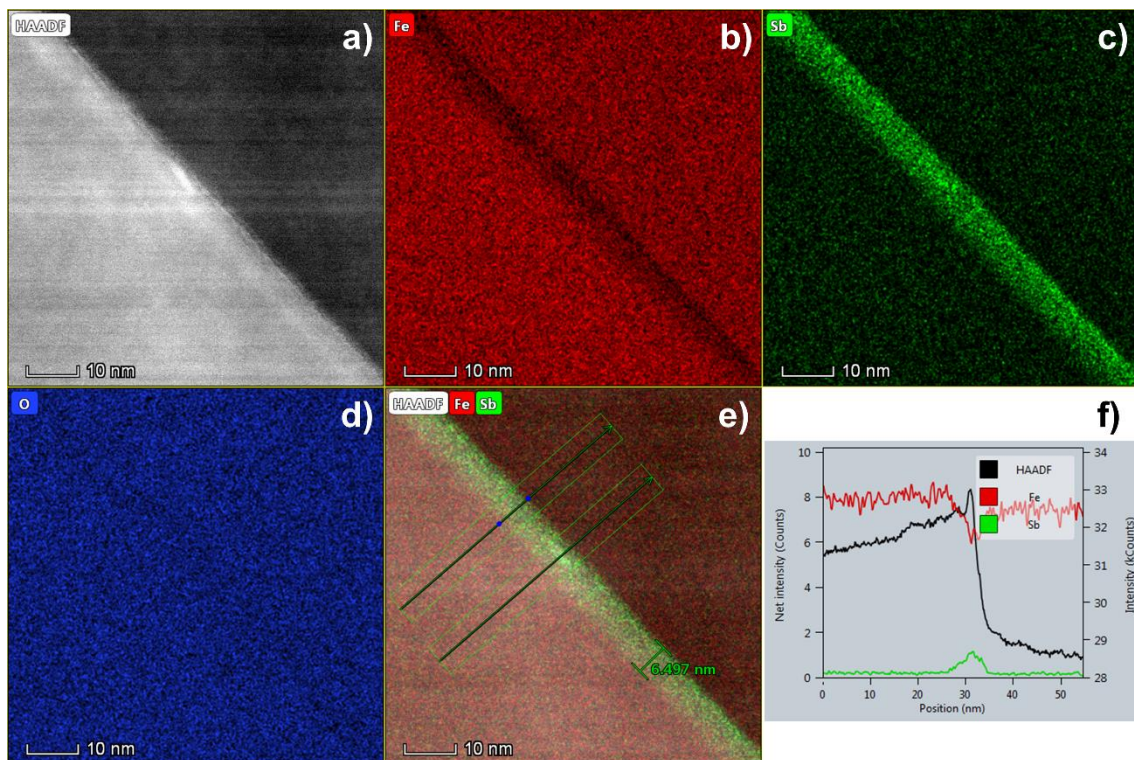 HAADF
a)
10 nm
Fe
b)
10 nm
Sb
c)
10 nm
O
d)
10 nm
HAADF Fe Sb
e)
6.497 nm
10 nm
f)
10
8
6
4
2
0
Net intensity (Counts)
HAADF
Fe
Sb
34
33
32
31
30
29
28
Intensity (kCounts)
0 10 20 30 40 50
Position (nm)